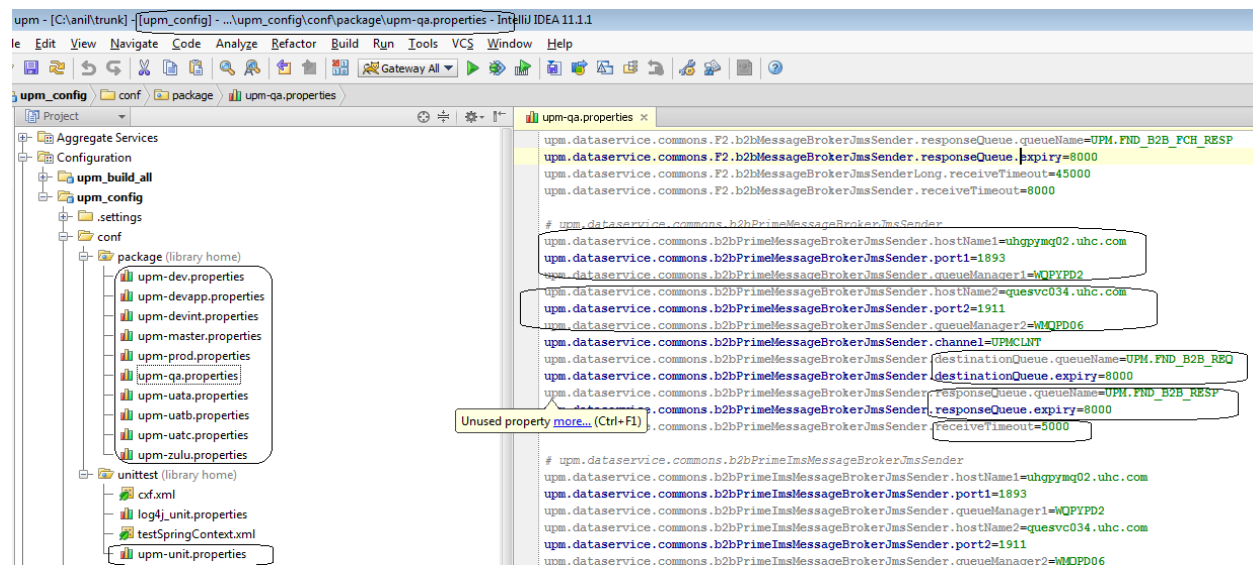 upm - [C:\anil\trunk] - [upm_config] - ...\upm_config\conf\package\upm-qa.properties - IntelliJ IDEA 11.1.1
le Edit View Navigate Code Analyze Refactor Build Run Tools VCS Window Help
Gateway All
upm_config conf package upm-qa.properties
Project
upm-qa.properties
Aggregate Services
Configuration
upm_build_all
upm_config
.settings
conf
package (library home)
upm-dev.properties
upm-devapp.properties
upm-devint.properties
upm-master.properties
upm-prod.properties
upm-qa.properties
upm-uata.properties
upm-uatb.properties
upm-uatc.properties
upm-zulu.properties
unittest (library home)
cxf.xml
log4j_unit.properties
testSpringContext.xml
upm-unit.properties
upm.dataservice.commons.F2.b2bMessageBrokerJmsSender.responseQueue.queueName=UPM.FND_B2B_FCH_RESP
upm.dataservice.commons.F2.b2bMessageBrokerJmsSender.responseQueue.expiry=8000
upm.dataservice.commons.F2.b2bMessageBrokerJmsSenderLong.receiveTimeout=45000
upm.dataservice.commons.F2.b2bMessageBrokerJmsSender.receiveTimeout=8000
# upm.dataservice.commons.b2bPrimeMessageBrokerJmsSender
upm.dataservice.commons.b2bPrimeMessageBrokerJmsSender.hostName1=uhgpymq02.uhc.com
upm.dataservice.commons.b2bPrimeMessageBrokerJmsSender.port1=1893
upm.dataservice.commons.b2bPrimeMessageBrokerJmsSender.queueManager1=WQPYPD2
upm.dataservice.commons.b2bPrimeMessageBrokerJmsSender.hostName2=quesvc034.uhc.com
upm.dataservice.commons.b2bPrimeMessageBrokerJmsSender.port2=1911
upm.dataservice.commons.b2bPrimeMessageBrokerJmsSender.queueManager2=WMQPD06
upm.dataservice.commons.b2bPrimeMessageBrokerJmsSender.channel=UPMCLNT
upm.dataservice.commons.b2bPrimeMessageBrokerJmsSender.destinationQueue.queueName=UPM.FND_B2B_REQ
upm.dataservice.commons.b2bPrimeMessageBrokerJmsSender.destinationQueue.expiry=8000
upm.dataservice.commons.b2bPrimeMessageBrokerJmsSender.responseQueue.queueName=UPM.FND_B2B_RESP
.commons.b2bPrimeMessageBrokerJmsSender.responseQueue.expiry=8000
Unused property more... (Ctrl+F1)
.commons.b2bPrimeMessageBrokerJmsSender.receiveTimeout=5000
# upm.dataservice.commons.b2bPrimeImsMessageBrokerJmsSender
upm.dataservice.commons.b2bPrimeImsMessageBrokerJmsSender.hostName1=uhgpymq02.uhc.com
upm.dataservice.commons.b2bPrimeImsMessageBrokerJmsSender.port1=1893
upm.dataservice.commons.b2bPrimeImsMessageBrokerJmsSender.queueManager1=WQPYPD2
upm.dataservice.commons.b2bPrimeImsMessageBrokerJmsSender.hostName2=quesvc034.uhc.com
upm.dataservice.commons.b2bPrimeImsMessageBrokerJmsSender.port2=1911
upm.dataservice.commons.b2bPrimeImsMessageBrokerJmsSender.queueManager2=WMQPD06